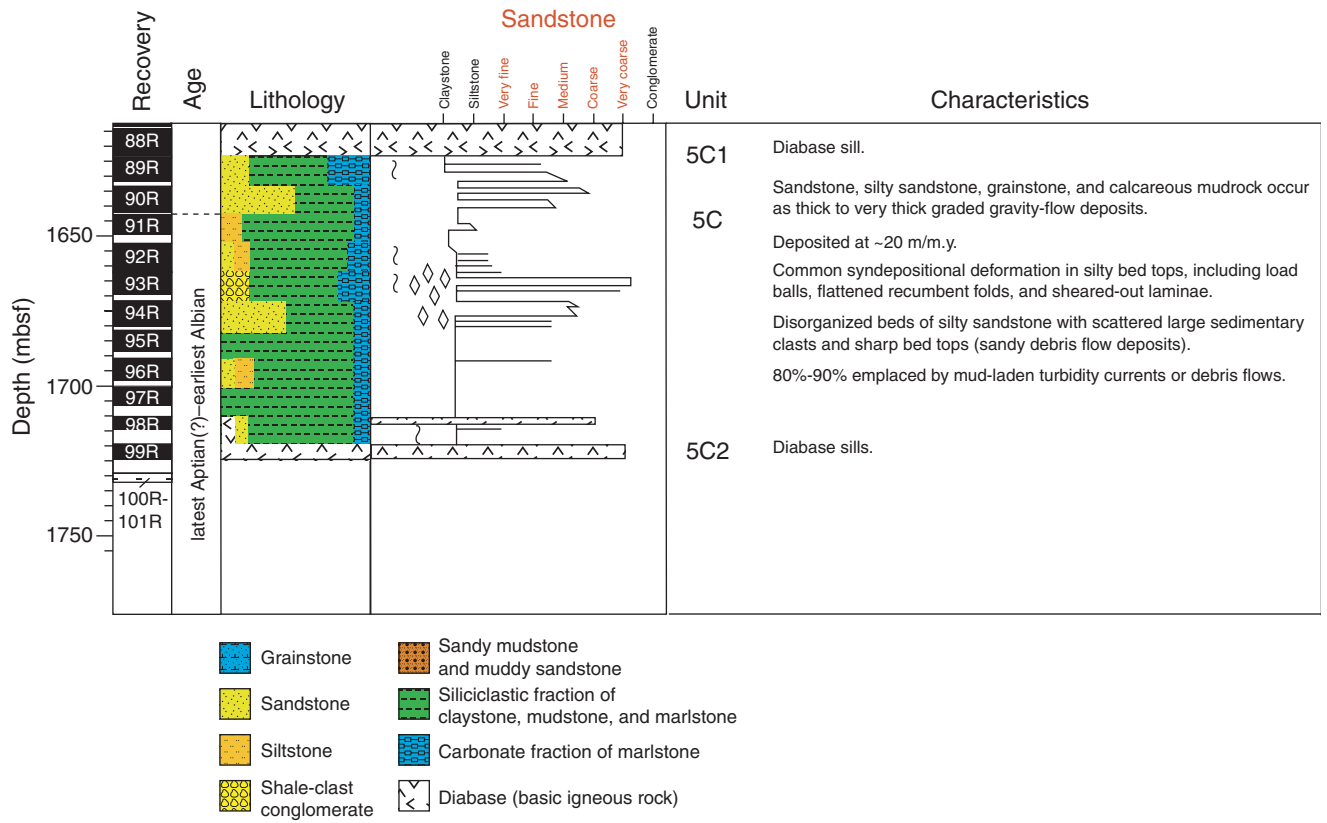 Sandstone
Recovery
Age
Lithology
Claystone
Siltstone
Very fine
Fine
Medium
Coarse
Very coarse
Conglomerate
Unit
Characteristics
Depth (mbsf)
1650
1700
1750
88R
89R
90R
91R
92R
93R
94R
95R
96R
97R
98R
99R
100R-
101R
latest Aptian(?)–earliest Albian
5C1
Diabase sill.
5C
Sandstone, silty sandstone, grainstone, and calcareous mudrock occur
as thick to very thick graded gravity-flow deposits.
Deposited at ~20 m/m.y.
Common syndepositional deformation in silty bed tops, including load
balls, flattened recumbent folds, and sheared-out laminae.
Disorganized beds of silty sandstone with scattered large sedimentary
clasts and sharp bed tops (sandy debris flow deposits).
80%-90% emplaced by mud-laden turbidity currents or debris flows.
5C2
Diabase sills.
Grainstone
Sandstone
Siltstone
Shale-clast
conglomerate
Sandy mudstone
and muddy sandstone
Siliciclastic fraction of
claystone, mudstone, and marlstone
Carbonate fraction of marlstone
Diabase (basic igneous rock)